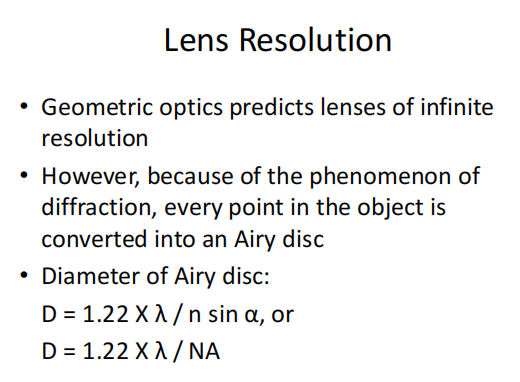 Lens Resolution
• Geometric optics predicts lenses of infinite
resolution
• However, because of the phenomenon of
diffraction, every point in the object is
converted into an Airy disc
• Diameter of Airy disc:
D = 1.22 X λ / n sin α, or
D = 1.22 X λ / NA